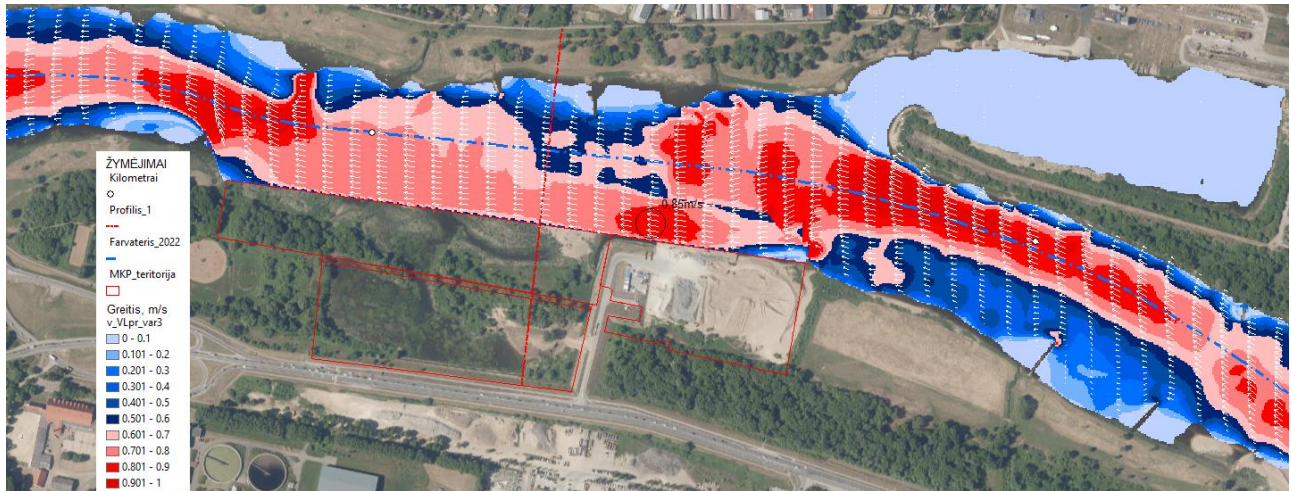 0.85m/s
ŽYMĖJIMAI
Kilometrai
Profilis_1
Farvateris_2022
MKP_teritorija
Greitis, m/s
v_VLpr_var3
0 - 0.1
0.101 - 0.2
0.201 - 0.3
0.301 - 0.4
0.401 - 0.5
0.501 - 0.6
0.601 - 0.7
0.701 - 0.8
0.801 - 0.9
0.901 - 1